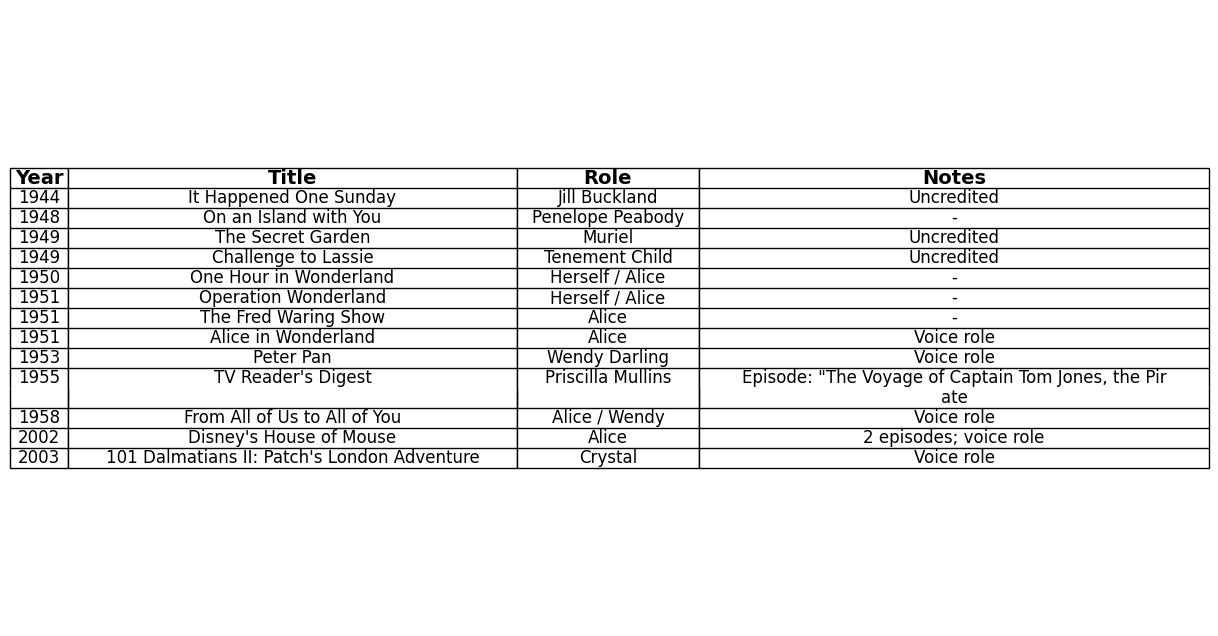 Year Title Role Notes
1944 It Happened One Sunday Jill Buckland Uncredited
1948 On an Island with You Penelope Peabody -
1949 The Secret Garden Muriel Uncredited
1949 Challenge to Lassie Tenement Child Uncredited
1950 One Hour in Wonderland Herself / Alice -
1951 Operation Wonderland Herself / Alice -
1951 The Fred Waring Show Alice -
1951 Alice in Wonderland Alice Voice role
1953 Peter Pan Wendy Darling Voice role
1955 TV Reader's Digest Priscilla Mullins Episode: "The Voyage of Captain Tom Jones, the Pir
ate
1958 From All of Us to All of You Alice / Wendy Voice role
2002 Disney's House of Mouse Alice 2 episodes; voice role
2003 101 Dalmatians II: Patch's London Adventure Crystal Voice role